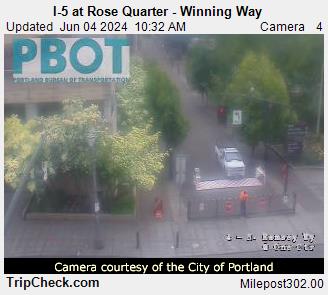 I-5 at Rose Quarter - Winning Way
Updated Jun 04 2024 10:32 AM Camera 4
PBOT
PORTLAND BUREAU OF TRANSPORTATION
Camera courtesy of the City of Portland
TripCheck.com Milepost302.00